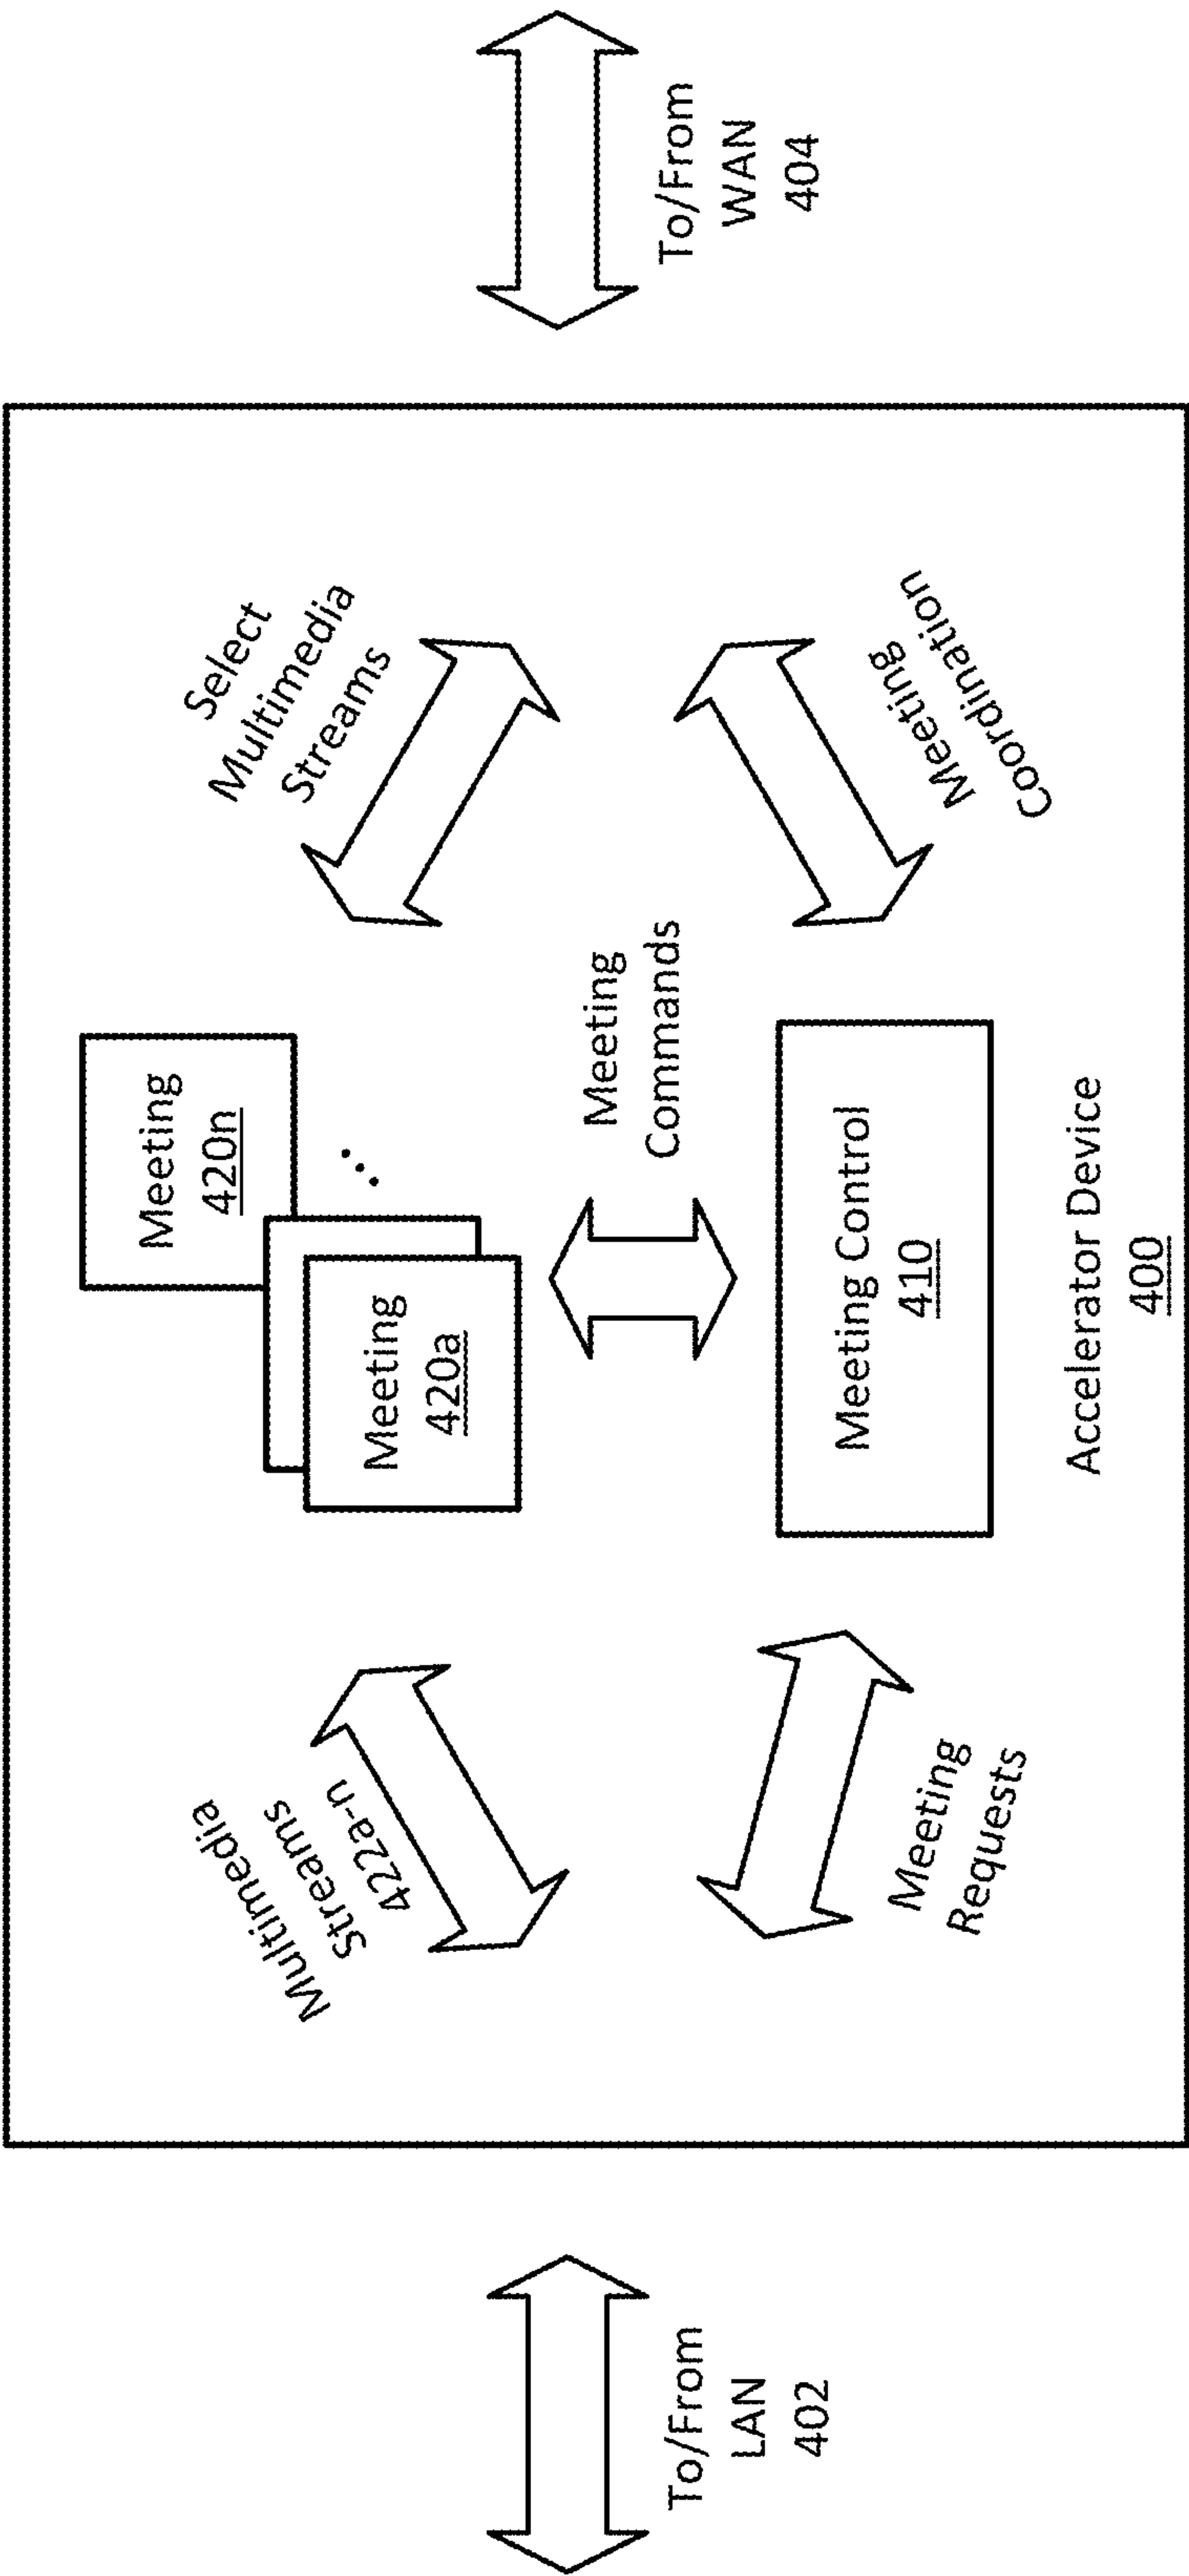 To/From
LAN
402
Multimedia
Streams
422a-n
Meeting
Requests
Meeting
420n
Meeting
420a
Meeting
Commands
Meeting Control
410
Accelerator Device
400
Select
Multimedia
Streams
Meeting
Coordination
To/From
WAN
404